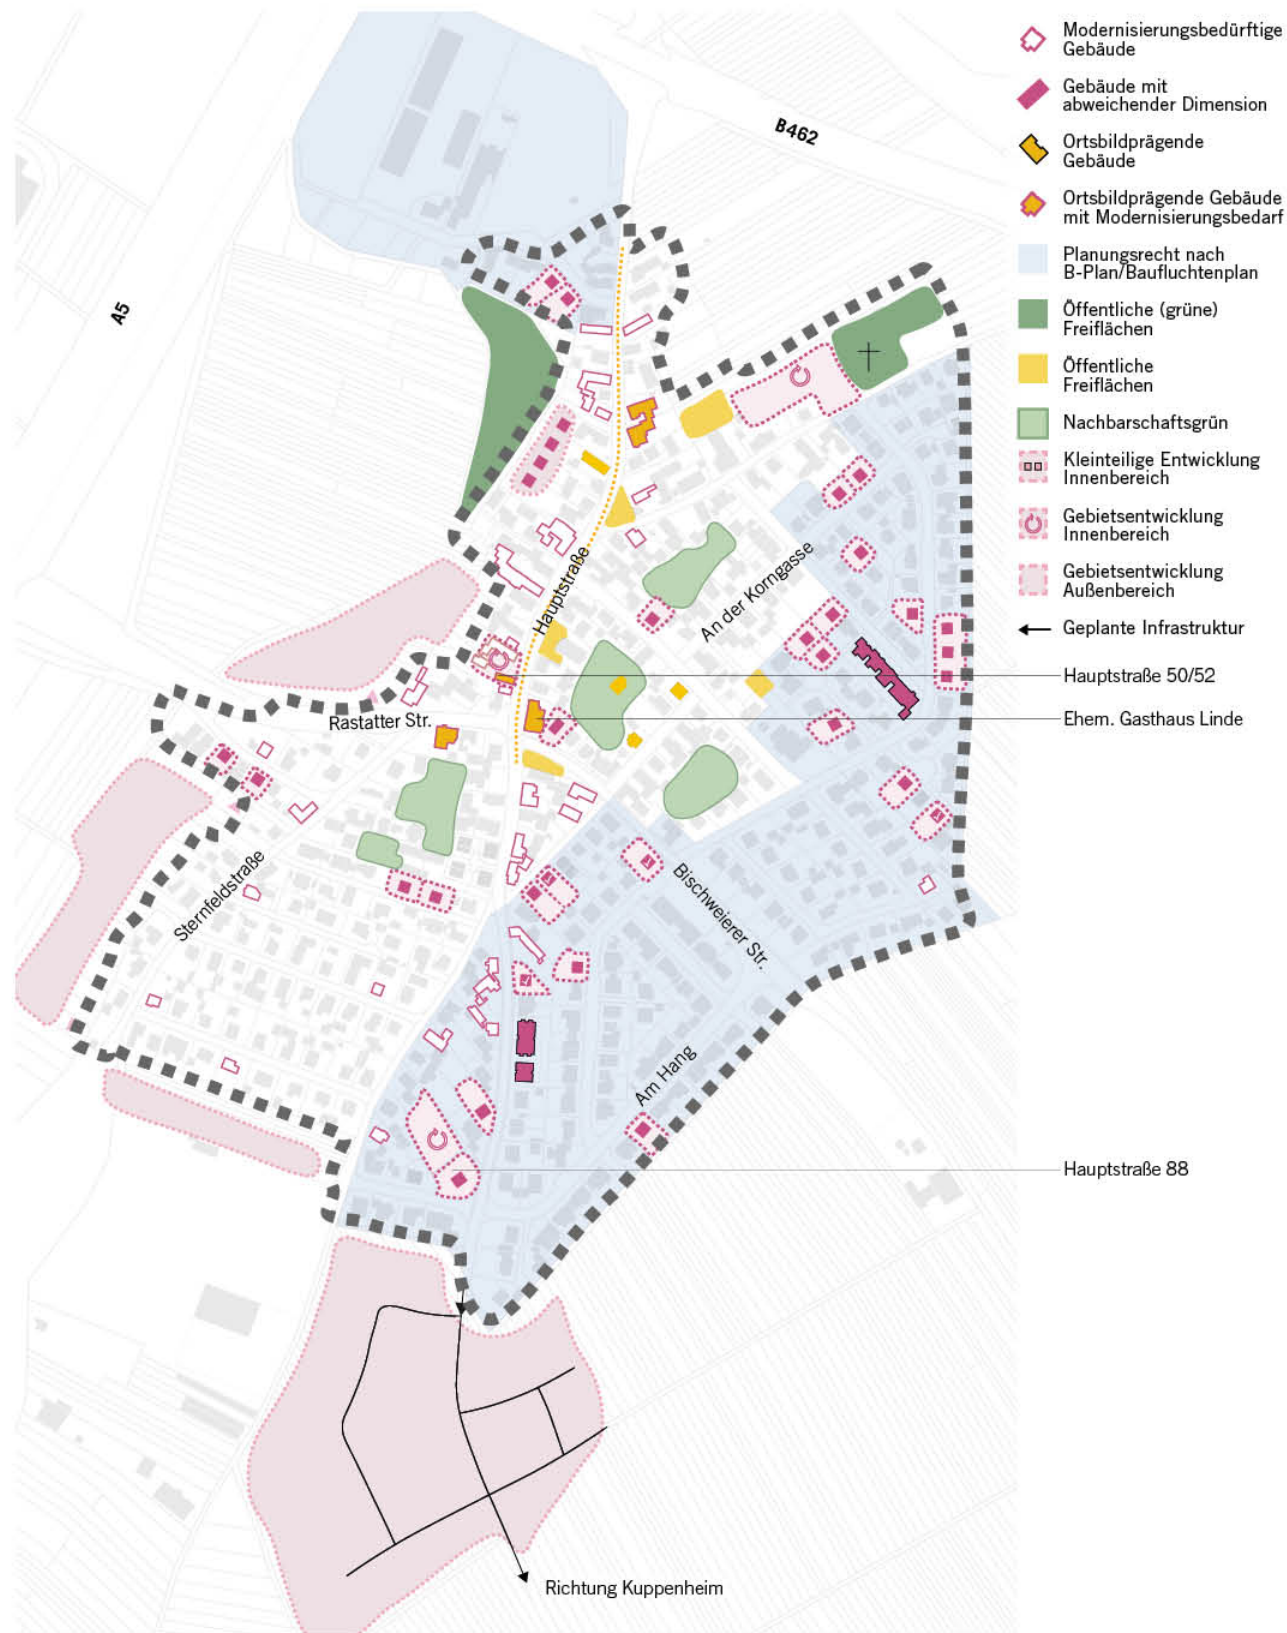 Modernisierungsbedürftige
Gebäude
Gebäude mit
abweichender Dimension
B462
Ortsbildprägende
Gebäude
Ortsbildprägende Gebäude
mit Modernisierungsbedarf
Planungsrecht nach
B-Plan/Baufluchtenplan
A5
Öffentliche (grüne)
Freiflächen
Öffentliche
Freiflächen
Nachbarschaftsgrün
Kleinteilige Entwicklung
Innenbereich
Gebietsentwicklung
Innenbereich
Gebietsentwicklung
Außenbereich
Hauptstraße
An der Korngasse
Geplante Infrastruktur
Hauptstraße 50/52
Rastatter Str.
Ehem. Gasthaus Linde
Sternfeldstraße
Bischweierer Str.
Am Hang
Hauptstraße 88
Richtung Kuppenheim